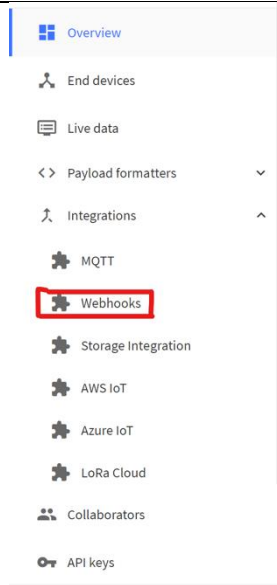 Overview
End devices
Live data
Payload formatters
Integrations
MQTT
Webhooks
Storage Integration
AWS IoT
Azure IoT
LoRa Cloud
Collaborators
API keys